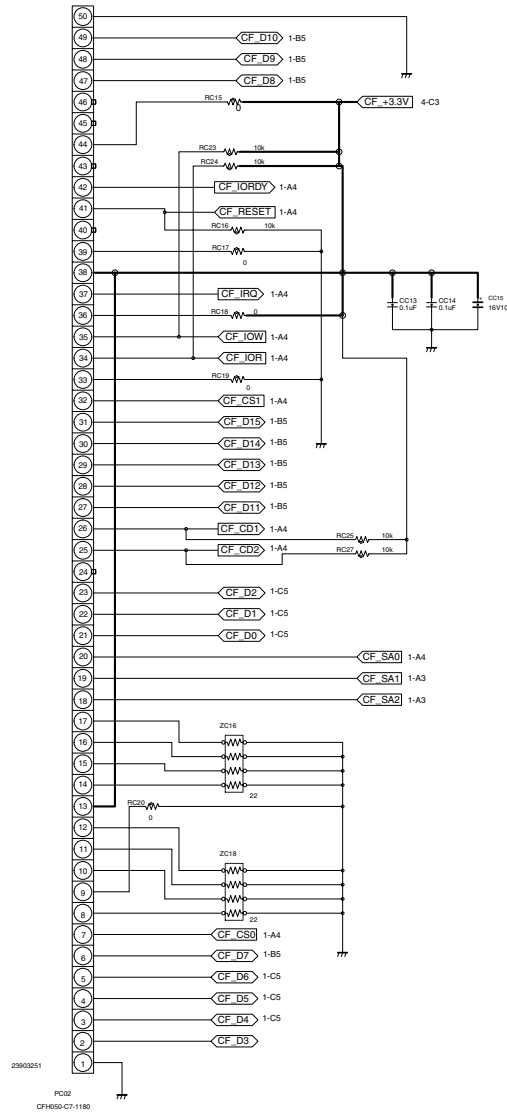 50
49 CF_D10 1-B5
48 CF_D9 1-B5
47 CF_D8 1-B5
46 RC15 0 CF_+3.3V 4-C3
45
44
RC23 10k
43 RC24 10k
42 CF_IORDY 1-A4
41 CF_RESET 1-A4
40 RC16 10k
39 RC17 0
38
37 CF_IRQ 1-A4
CC13 0.1uF CC14 0.1uF CC15 16V10
36 RC18 0
35 CF_IOW 1-A4
34 CF_IOR 1-A4
33 RC19 0
32 CF_CS1 1-A4
31 CF_D15 1-B5
30 CF_D14 1-B5
29 CF_D13 1-B5
28 CF_D12 1-B5
27 CF_D11 1-B5
26 CF_CD1 1-A4
RC25 10k
25 CF_CD2 1-A4
RC27 10k
24
23 CF_D2 1-C5
22 CF_D1 1-C5
21 CF_D0 1-C5
20 CF_SA0 1-A4
19 CF_SA1 1-A3
18 CF_SA2 1-A3
17 ZC16
16
15
14 22
13 RC20 0
12
11 ZC18
10
9
8 22
7 CF_CS0 1-A4
6 CF_D7 1-B5
5 CF_D6 1-C5
4 CF_D5 1-C5
3 CF_D4 1-C5
2 CF_D3
23903251 1
PC02
CFH050-C7-1180